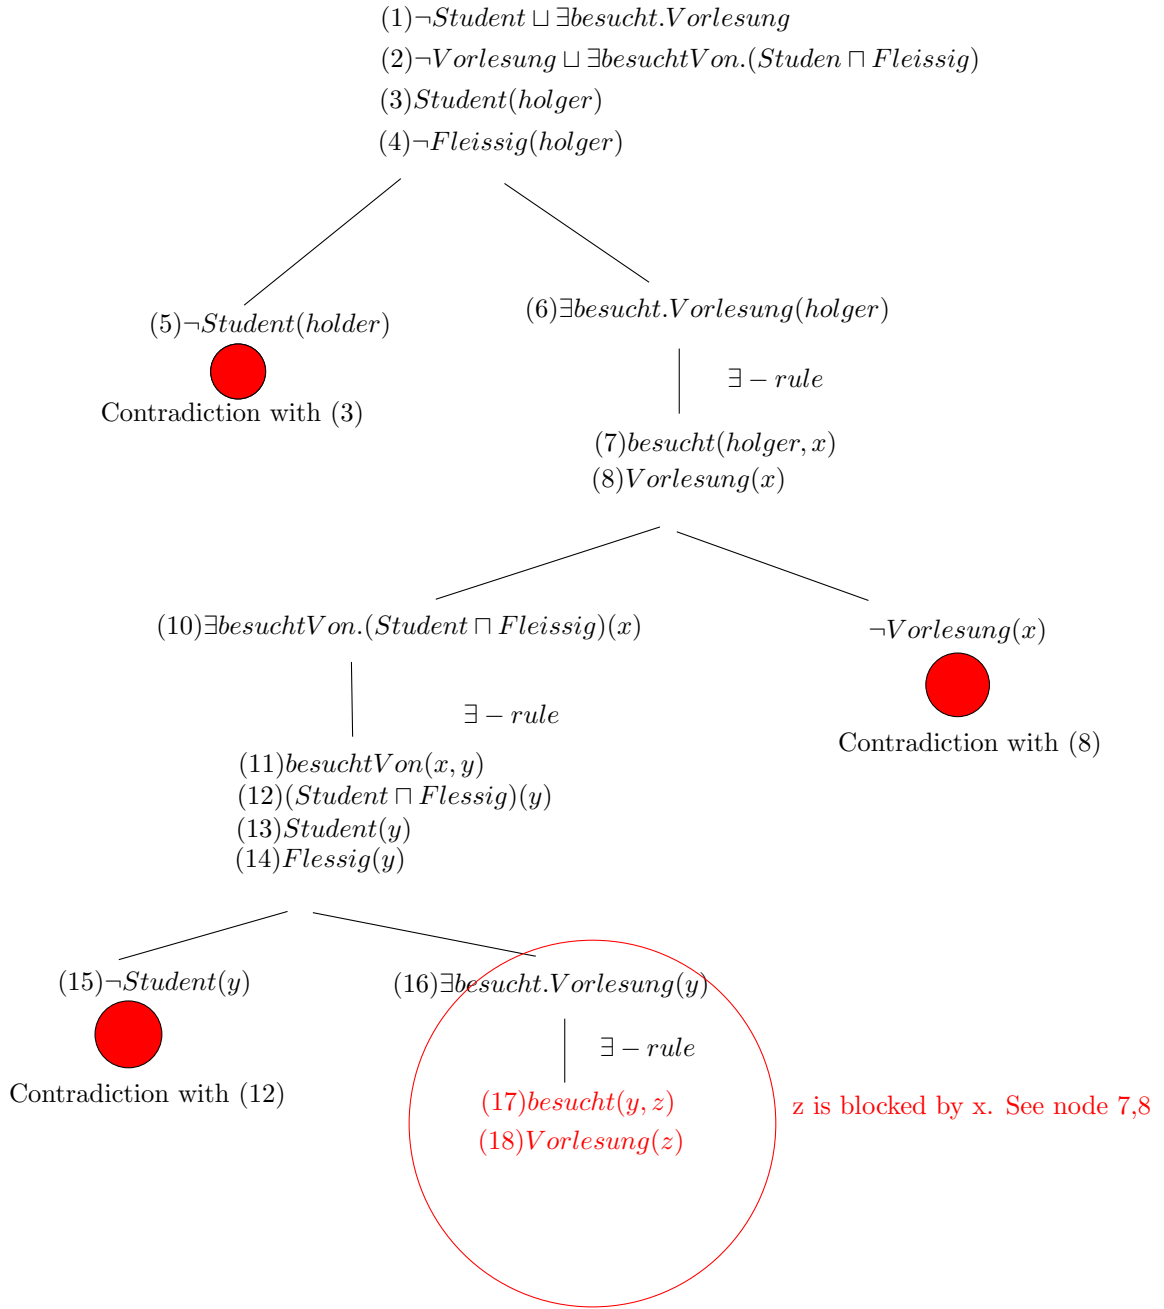 (1)¬Student ⊔ ∃besucht.Vorlesung
(2)¬Vorlesung ⊔ ∃besuchtVon.(Studen ⊓ Fleissig)
(3)Student(holger)
(4)¬Fleissig(holger)
(5)¬Student(holder)
Contradiction with (3)
(6)∃besucht.Vorlesung(holger)
∃ − rule
(7)besucht(holger, x)
(8)Vorlesung(x)
(10)∃besuchtVon.(Student ⊓ Fleissig)(x)
¬Vorlesung(x)
Contradiction with (8)
∃ − rule
(11)besuchtVon(x, y)
(12)(Student ⊓ Flessig)(y)
(13)Student(y)
(14)Flessig(y)
(15)¬Student(y)
Contradiction with (12)
(16)∃besucht.Vorlesung(y)
∃ − rule
(17)besucht(y, z)
(18)Vorlesung(z)
z is blocked by x. See node 7,8